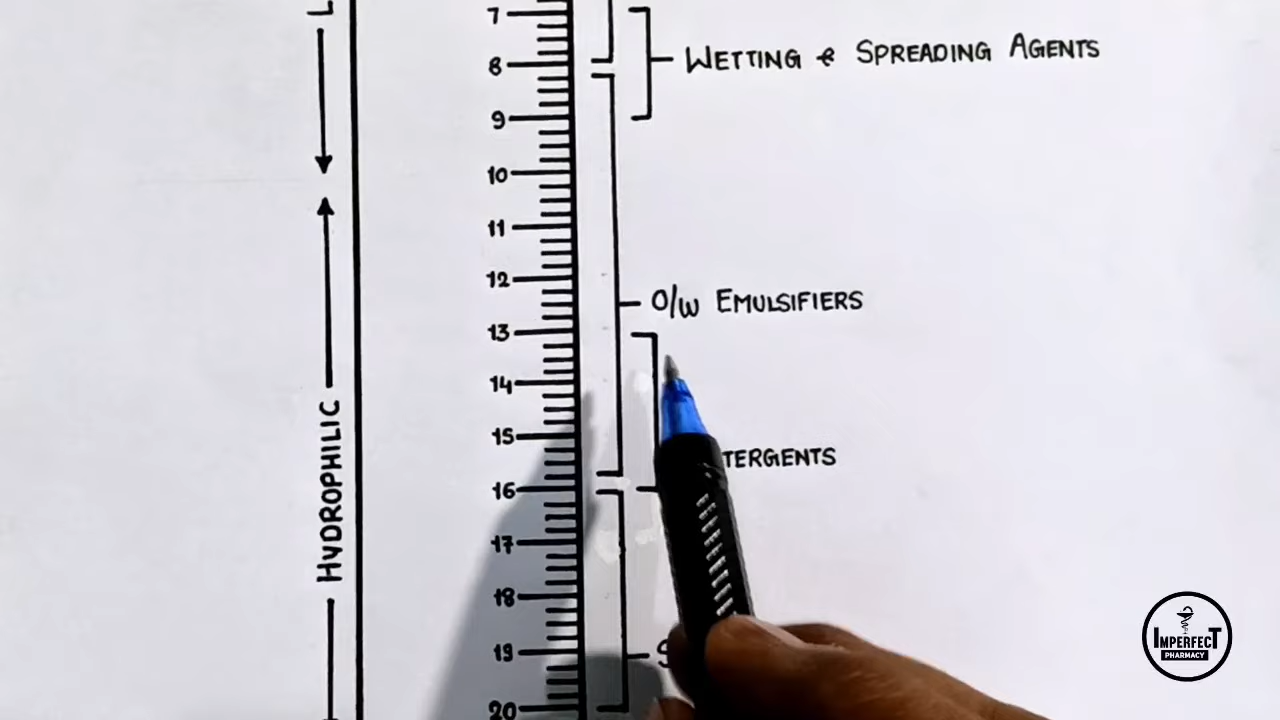 7
WETTING & SPREADING AGENTS
8
9
10
11
12
O/W EMULSIFIERS
13
14
15
TERGENTS
16
17
18
19
S
20
HYDROPHILIC
L
IMPERFECT
PHARMACY